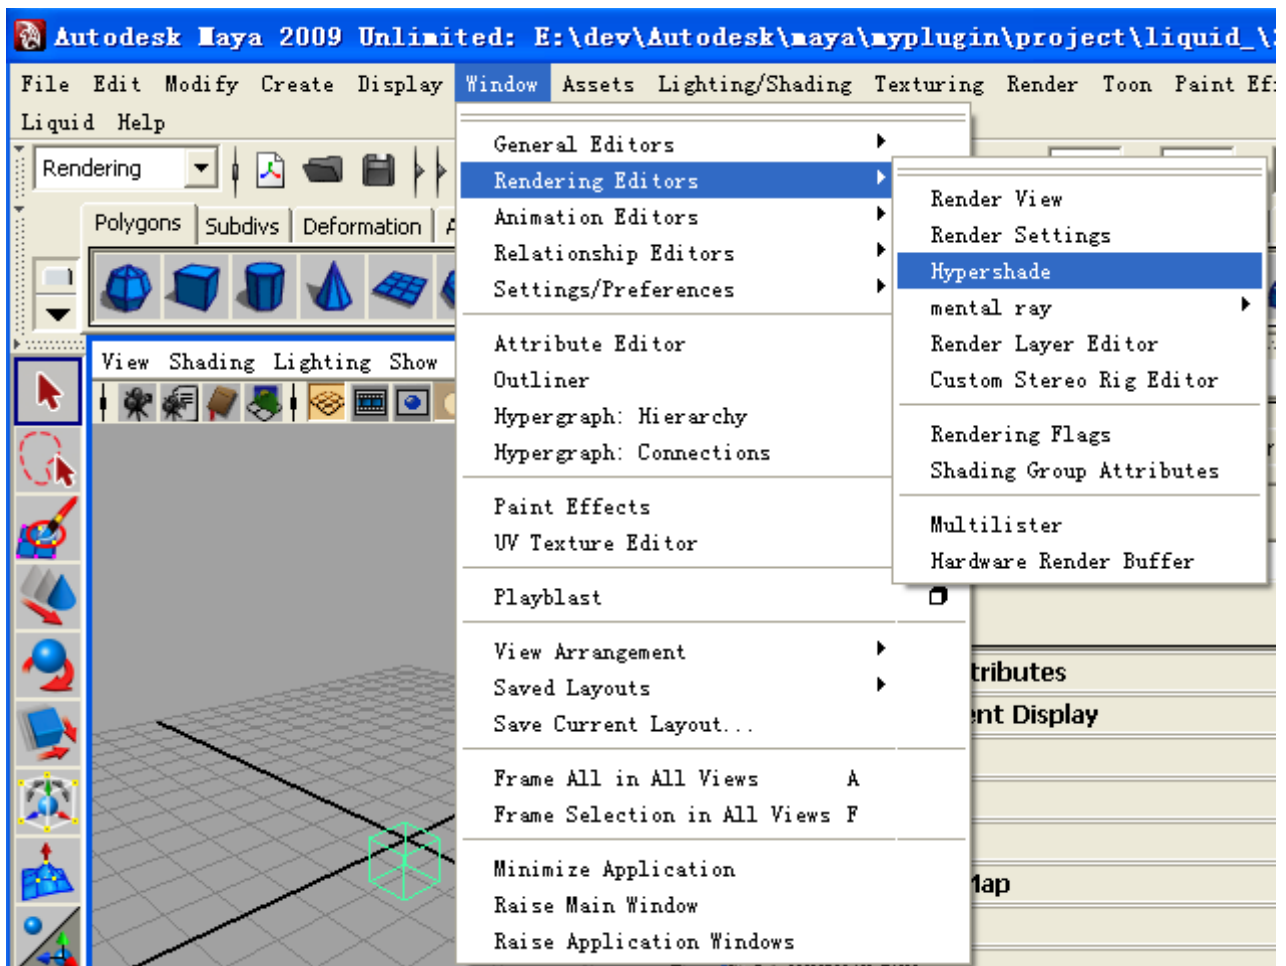 Autodesk Maya 2009 Unlimited: E:\dev\Autodesk\maya\myplugin\project\liquid_\
File Edit Modify Create Display Window Assets Lighting/Shading Texturing Render Toon Paint Ef
Liquid Help
Rendering
Polygons Subdivs Deformation
View Shading Lighting Show
General Editors
Rendering Editors
Animation Editors
Relationship Editors
Settings/Preferences
Attribute Editor
Outliner
Hypergraph: Hierarchy
Hypergraph: Connections
Paint Effects
UV Texture Editor
Playblast
View Arrangement
Saved Layouts
Save Current Layout...
Frame All in All Views A
Frame Selection in All Views F
Minimize Application
Raise Main Window
Raise Application Windows
Render View
Render Settings
Hypershade
mental ray
Render Layer Editor
Custom Stereo Rig Editor
Rendering Flags
Shading Group Attributes
Multilister
Hardware Render Buffer
tributes
ent Display
Map